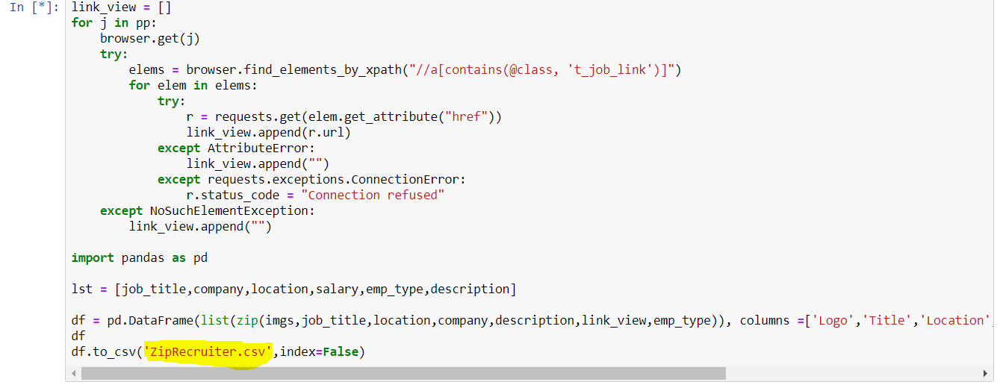 In [*]: link_view = []
for j in pp:
    browser.get(j)
    try:
        elems = browser.find_elements_by_xpath("//a[contains(@class, 't_job_link')]")
        for elem in elems:
            try:
                r = requests.get(elem.get_attribute("href"))
                link_view.append(r.url)
            except AttributeError:
                link_view.append("")
            except requests.exceptions.ConnectionError:
                r.status_code = "Connection refused"
    except NoSuchElementException:
        link_view.append("")
import pandas as pd
lst = [job_title,company,location,salary,emp_type,description]
df = pd.DataFrame(list(zip(imgs,job_title,location,company,description,link_view,emp_type)), columns =['Logo','Title','Location',
df
df.to_csv('ZipRecruiter.csv',index=False)